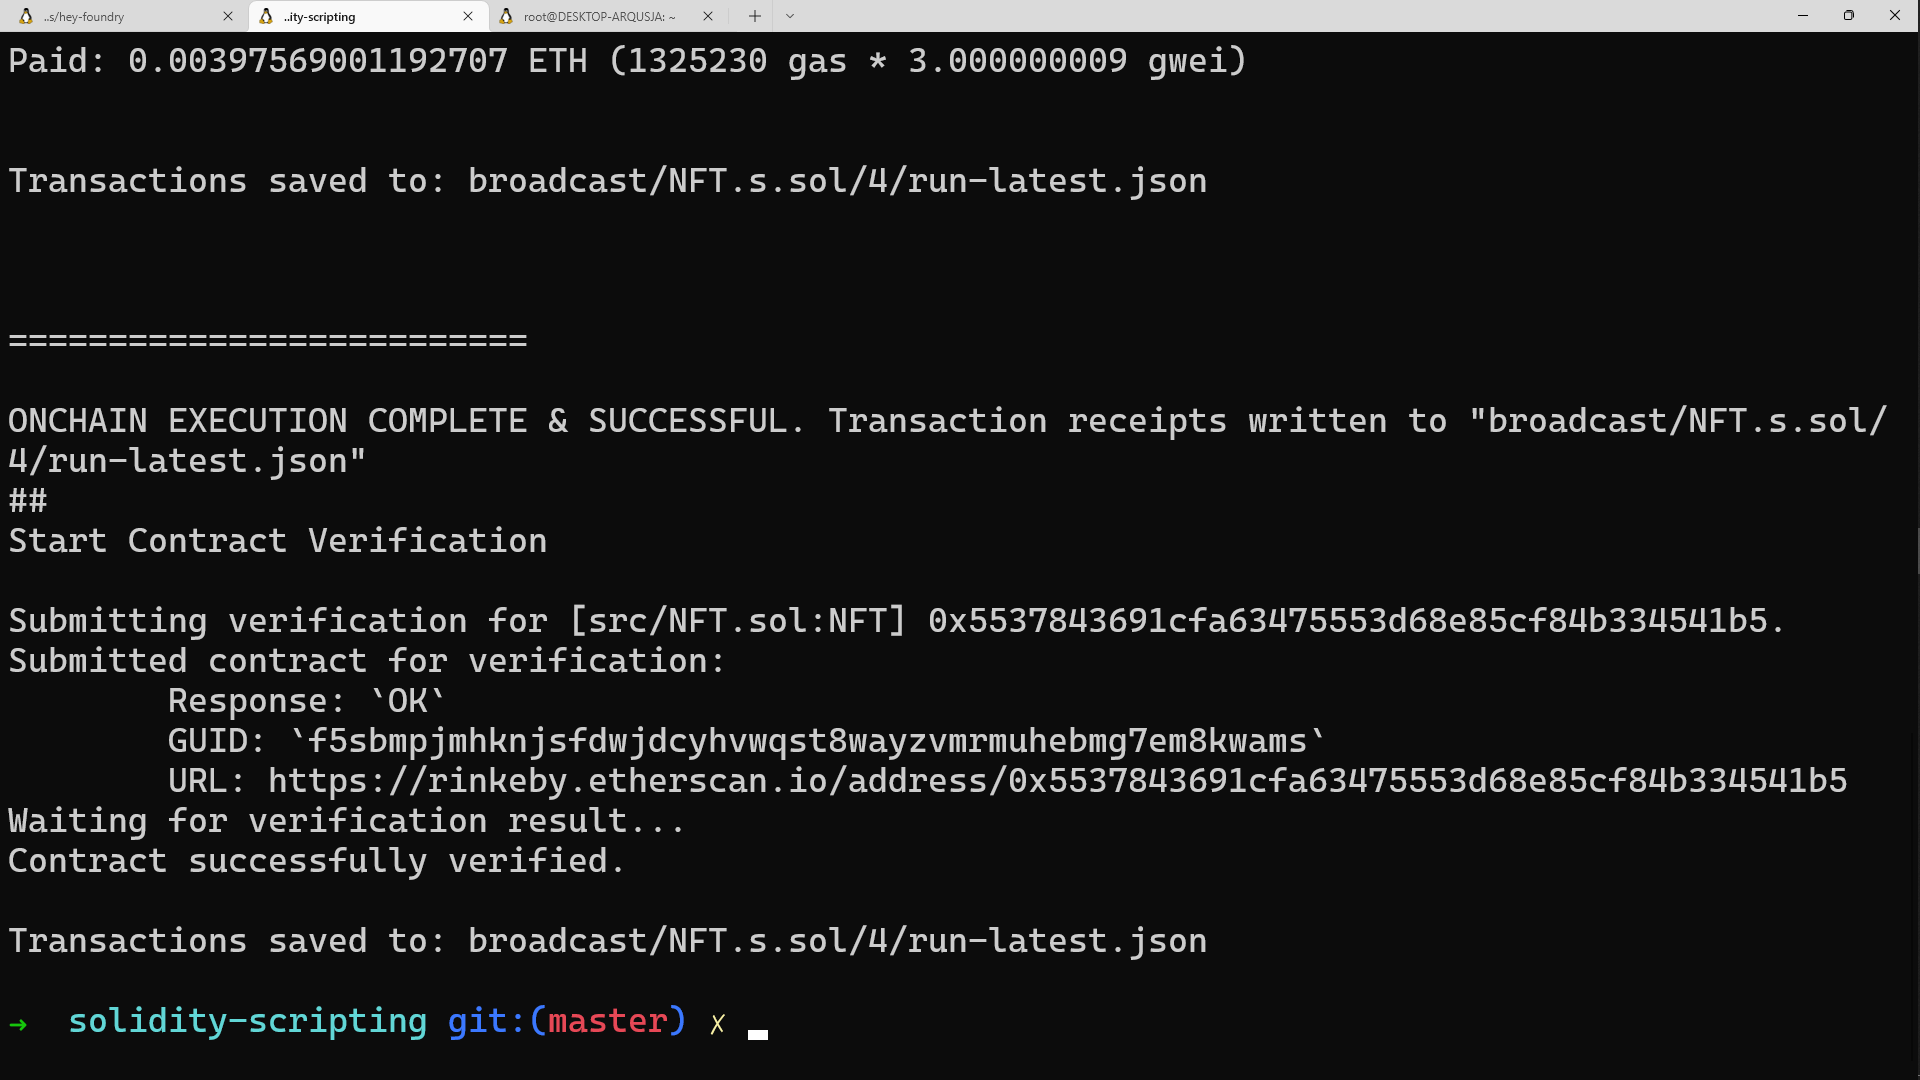 ..s/hey-foundry
..ity-scripting
root@DESKTOP-ARQUSJA: ~
Paid: 0.00397569001192707 ETH (1325230 gas * 3.000000009 gwei)
Transactions saved to: broadcast/NFT.s.sol/4/run-latest.json
==========================
ONCHAIN EXECUTION COMPLETE & SUCCESSFUL. Transaction receipts written to "broadcast/NFT.s.sol/
4/run-latest.json"
##
Start Contract Verification
Submitting verification for [src/NFT.sol:NFT] 0x5537843691cfa63475553d68e85cf84b334541b5.
Submitted contract for verification:
Response: `OK`
GUID: `f5sbmpjmhknjsfdwjdcyhvwqst8wayzvmrmuhebmg7em8kwams`
URL: https://rinkeby.etherscan.io/address/0x5537843691cfa63475553d68e85cf84b334541b5
Waiting for verification result...
Contract successfully verified.
Transactions saved to: broadcast/NFT.s.sol/4/run-latest.json
→ solidity-scripting git:(master) ✗